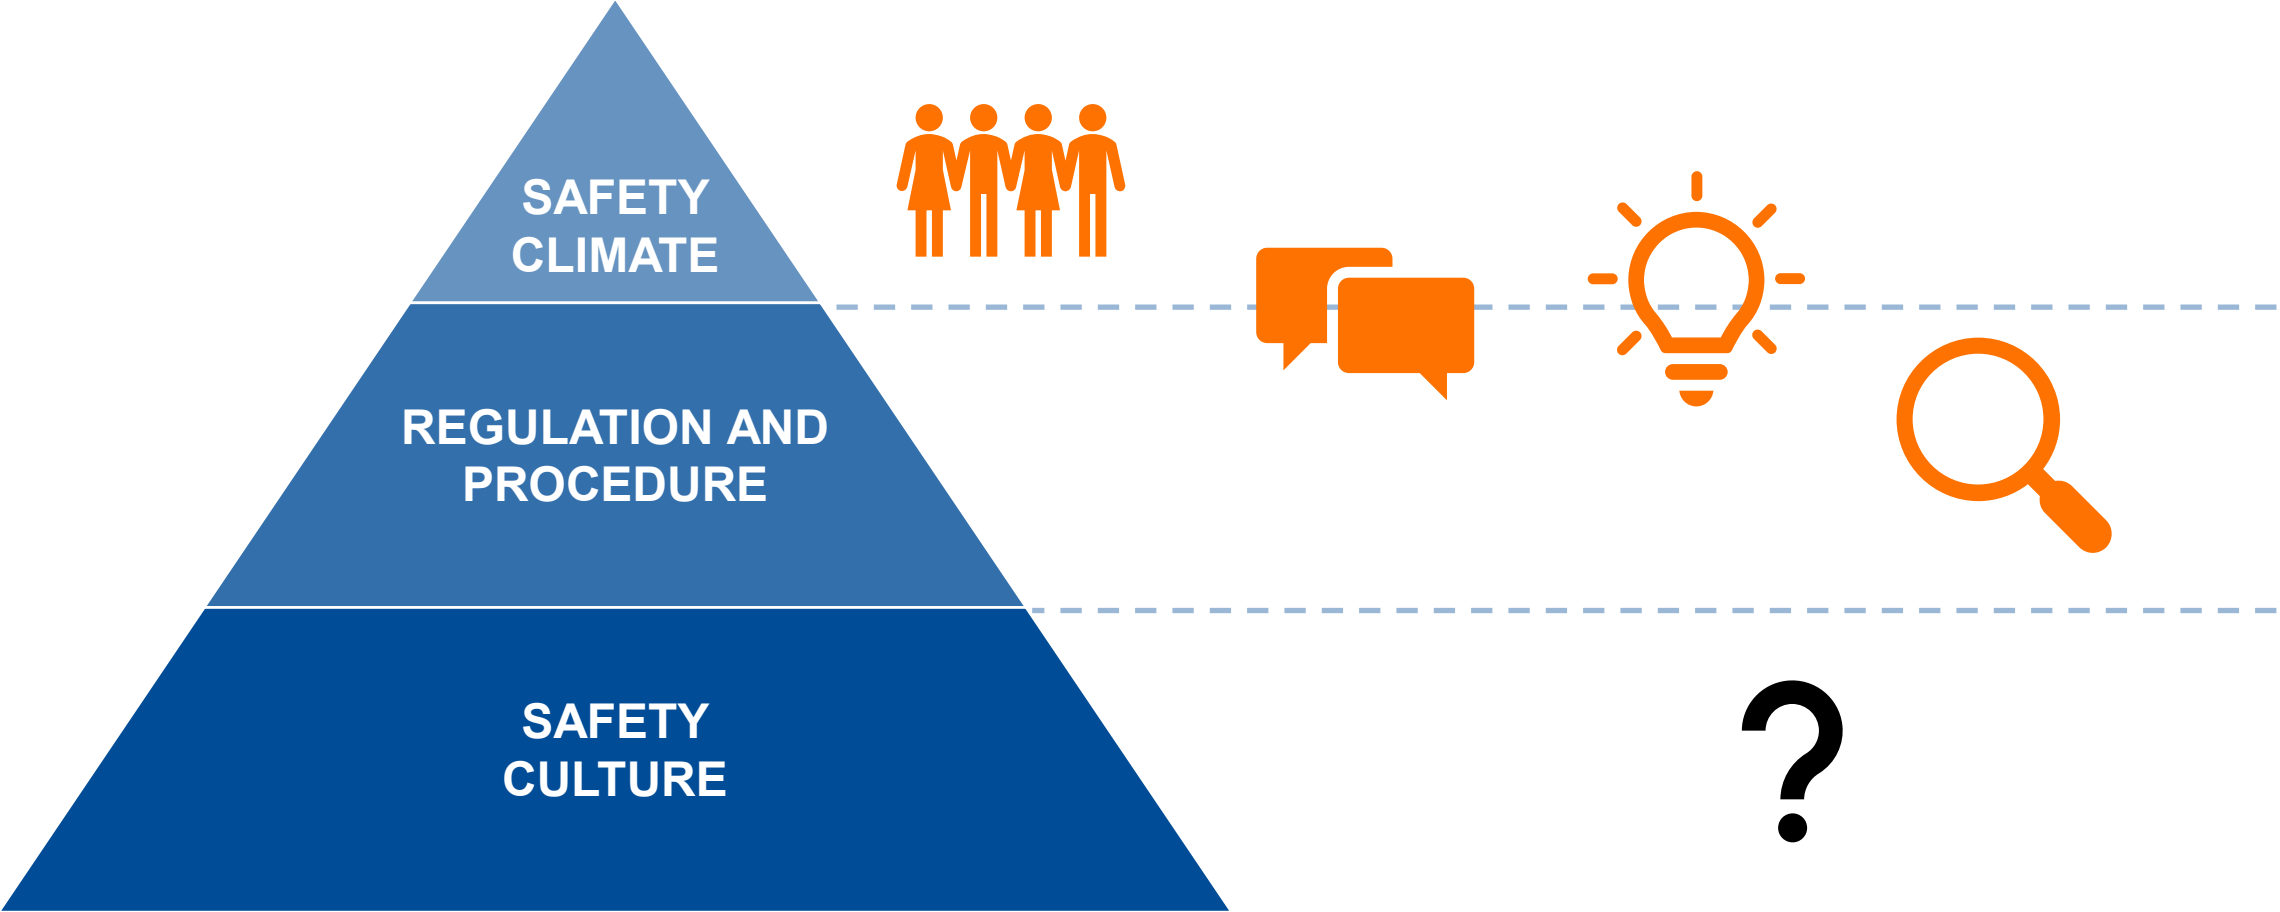 SAFETY
CLIMATE
REGULATION AND
PROCEDURE
SAFETY
CULTURE
?